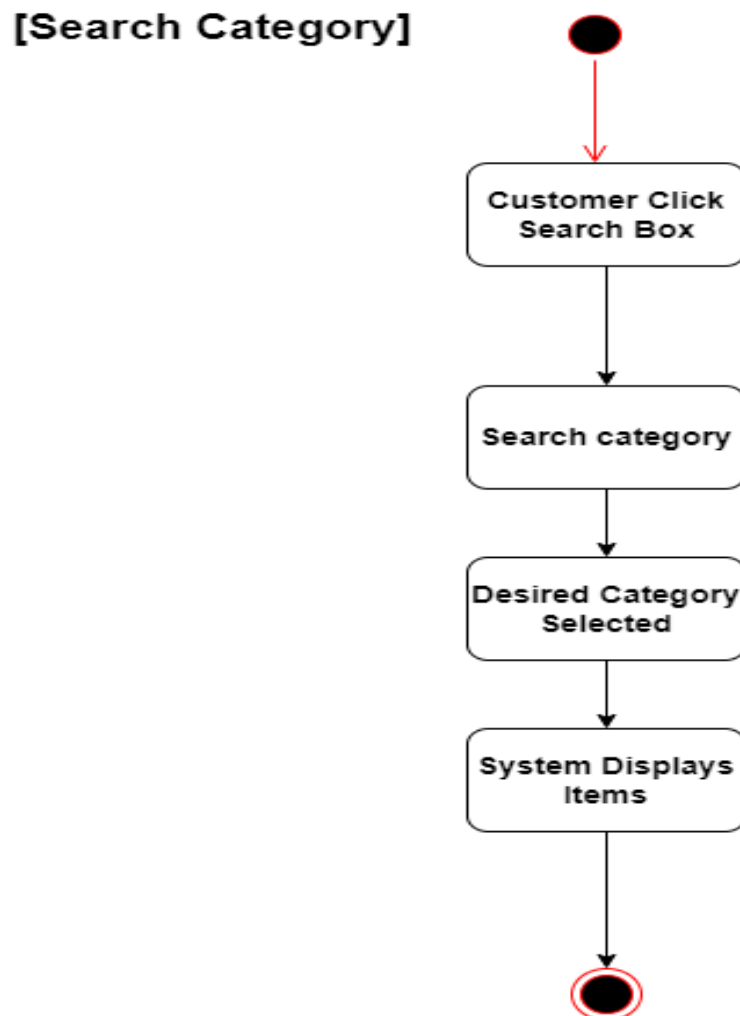 [Search Category]
Customer Click
Search Box
Search category
Desired Category
Selected
System Displays
Items